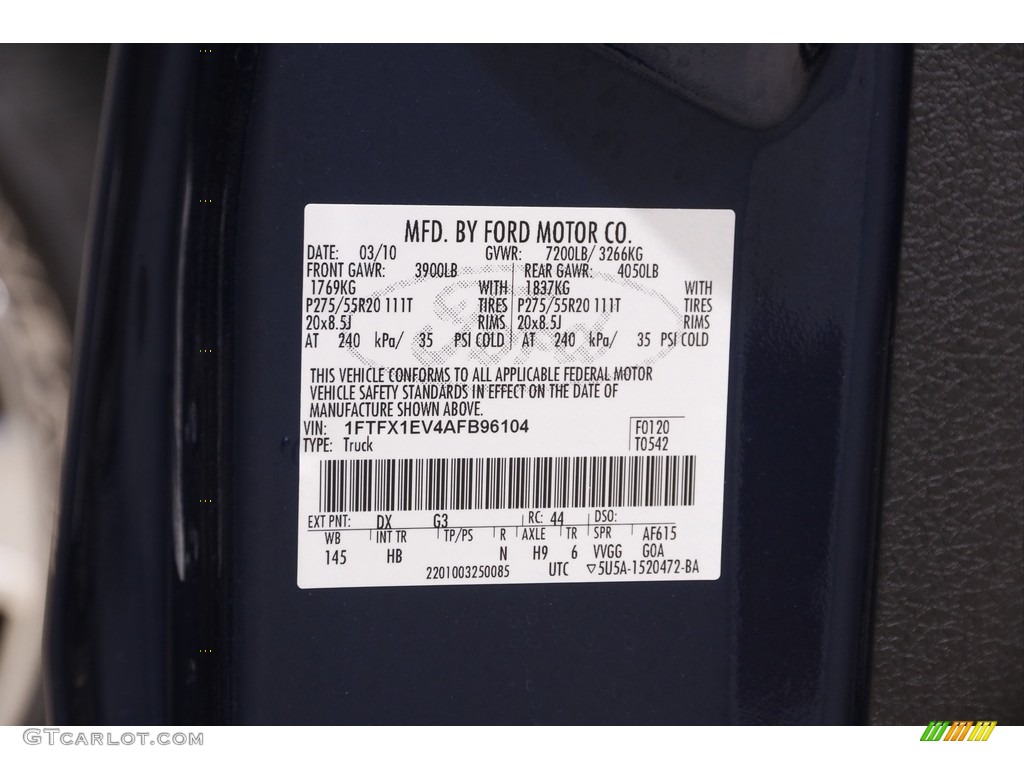 MFD. BY FORD MOTOR CO.
DATE: 03/10 GVWR: 7200LB/ 3266KG
FRONT GAWR: 3900LB REAR GAWR: 4050LB
1769KG WITH 1837KG WITH
P275/55R20 111T TIRES P275/55R20 111T TIRES
20x8.5J RIMS 20x8.5J RIMS
AT 240 kPa/ 35 PSI COLD AT 240 kPa/ 35 PSI COLD
Ford
THIS VEHICLE CONFORMS TO ALL APPLICABLE FEDERAL MOTOR
VEHICLE SAFETY STANDARDS IN EFFECT ON THE DATE OF
MANUFACTURE SHOWN ABOVE.
VIN: 1FTFX1EV4AFB96104 F0120
TYPE: Truck T0542
EXT PNT: DX G3 RC: 44 DSO:
WB INT TR TP/PS R AXLE TR SPR AF615
145 HB N H9 6 VVGG GOA
2201003250085 UTC ▽5U5A-1520472-BA
GTCarLot.com